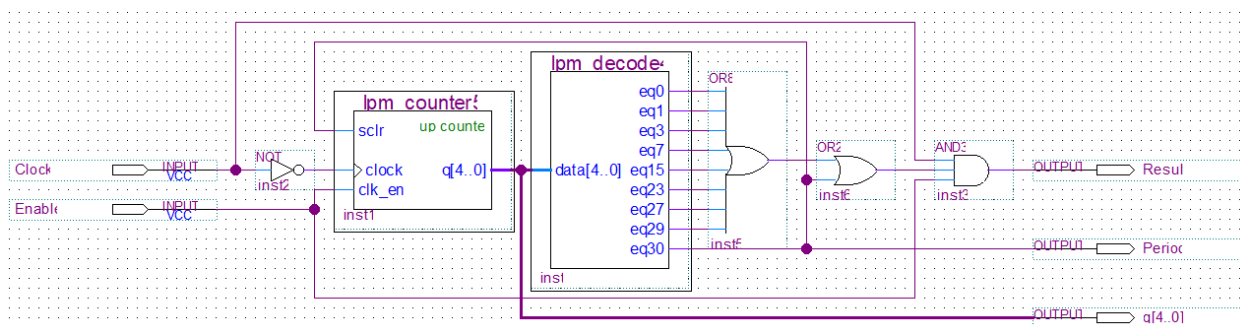 lpm_counter5
sclr
up counte
clock
q[4..0]
clk_en
inst1
lpm_decode
eq0
eq1
eq3
eq7
eq15
eq23
eq27
eq29
eq30
data[4..0]
inst
OR8
inst5
OR2
inst6
AND3
inst3
NOT
inst2
Clock
INPUT
VCC
Enable
INPUT
VCC
OUTPUT
Resul
OUTPUT
Perioc
OUTPUT
q[4..0]